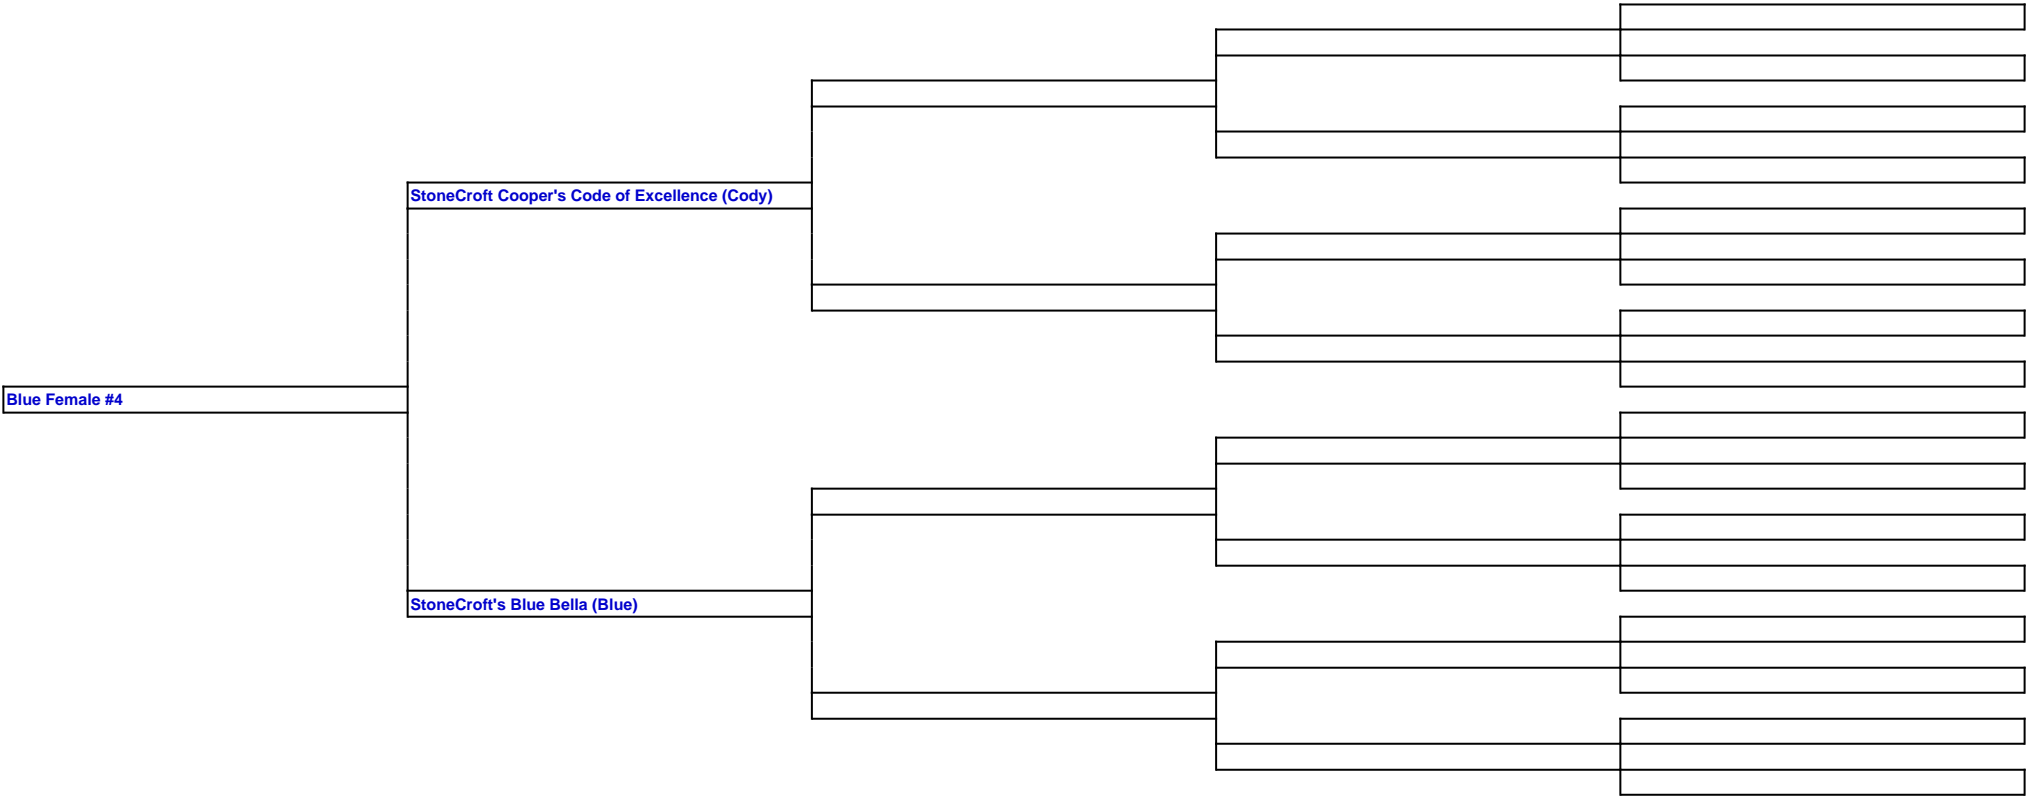 StoneCroft Cooper's Code of Excellence (Cody)
Blue Female #4
StoneCroft's Blue Bella (Blue)